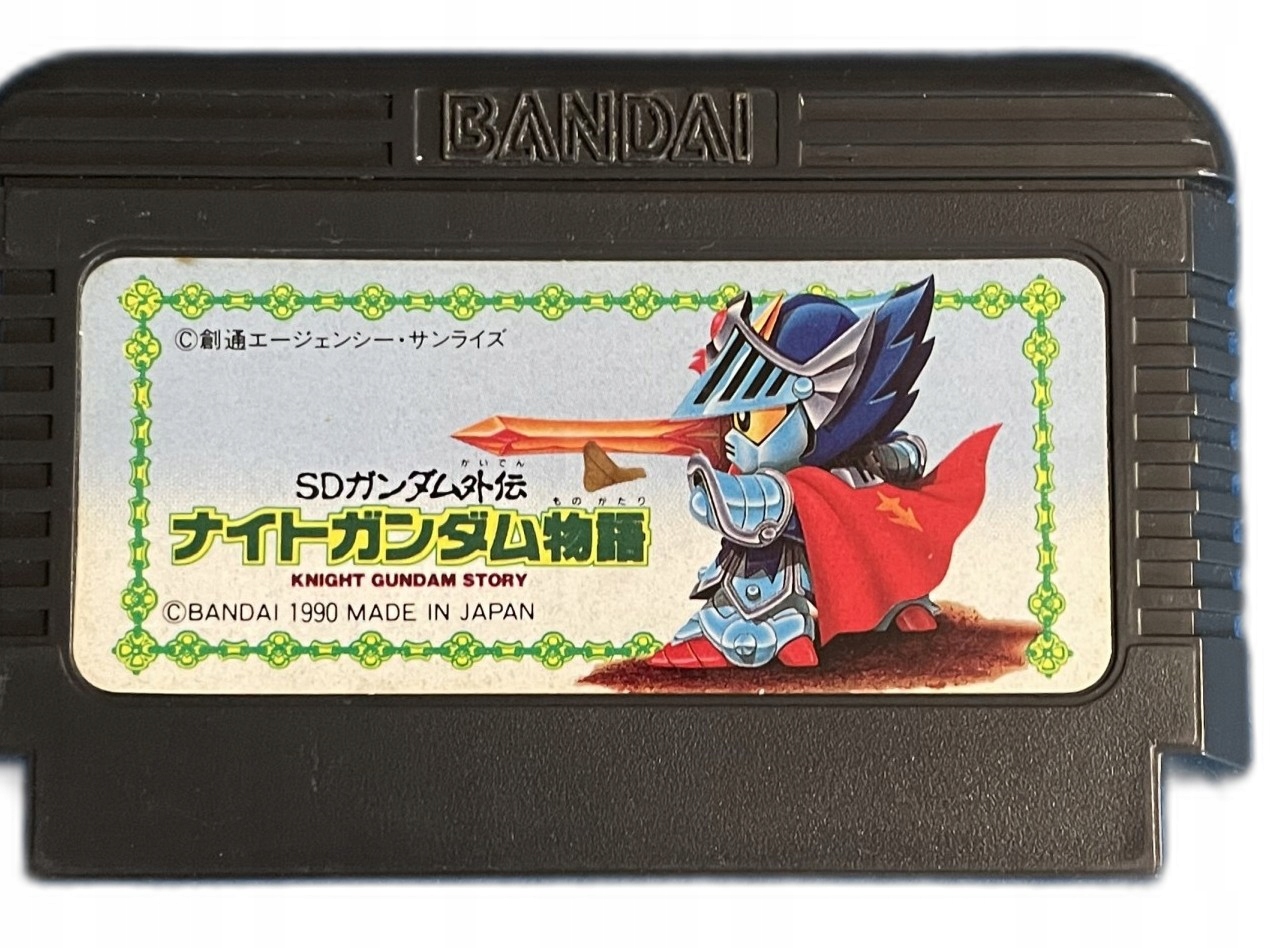 BANDAI
©創通エージェンシー・サンライズ
がいでん
SDガンダム外伝
ものがたり
ナイトガンダム物語
KNIGHT GUNDAM STORY
©BANDAI 1990 MADE IN JAPAN